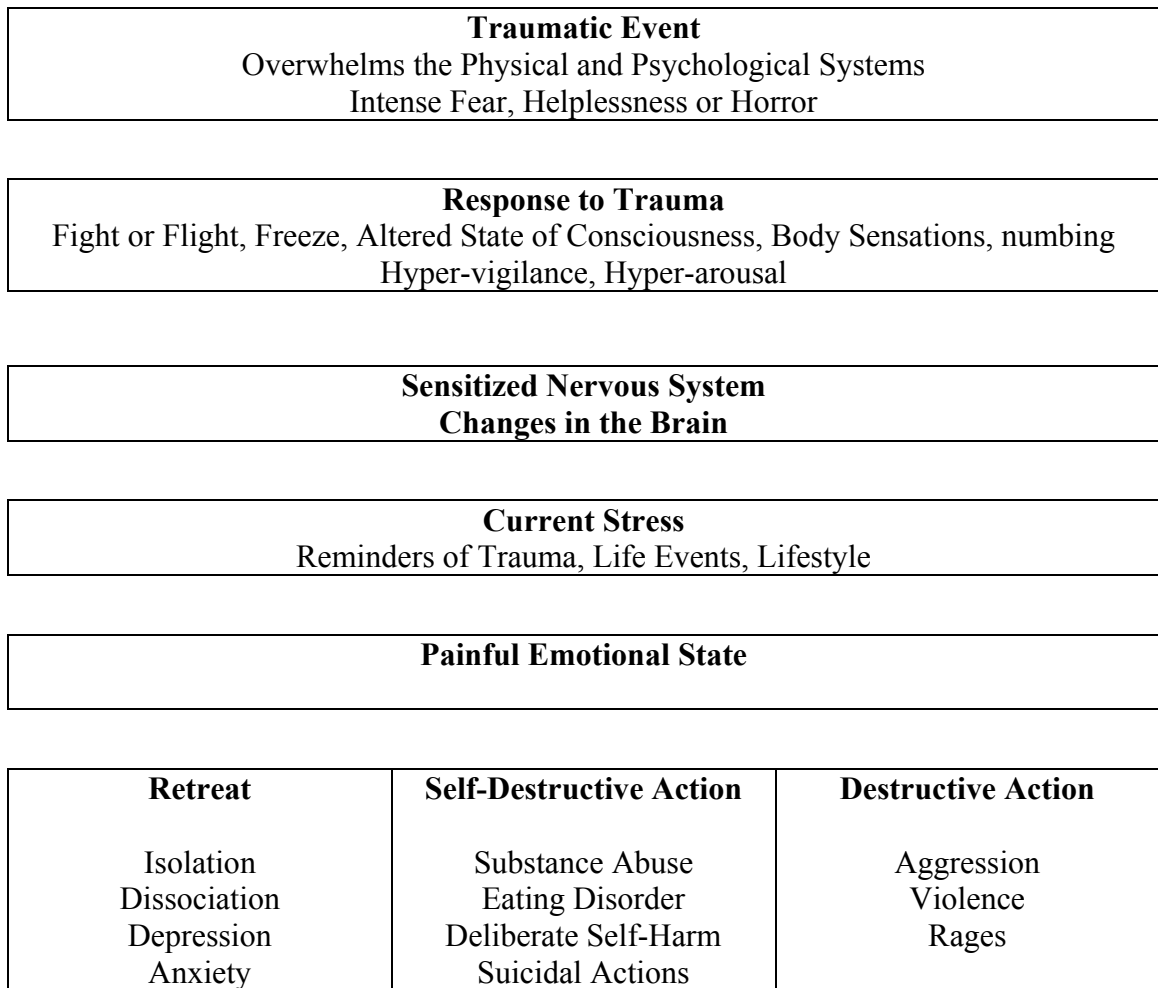 Traumatic Event
Overwhelms the Physical and Psychological Systems
Intense Fear, Helplessness or Horror
Response to Trauma
Fight or Flight, Freeze, Altered State of Consciousness, Body Sensations, numbing
Hyper-vigilance, Hyper-arousal
Sensitized Nervous System
Changes in the Brain
Current Stress
Reminders of Trauma, Life Events, Lifestyle
Painful Emotional State
Retreat
Isolation
Dissociation
Depression
Anxiety
Self-Destructive Action
Substance Abuse
Eating Disorder
Deliberate Self-Harm
Suicidal Actions
Destructive Action
Aggression
Violence
Rages